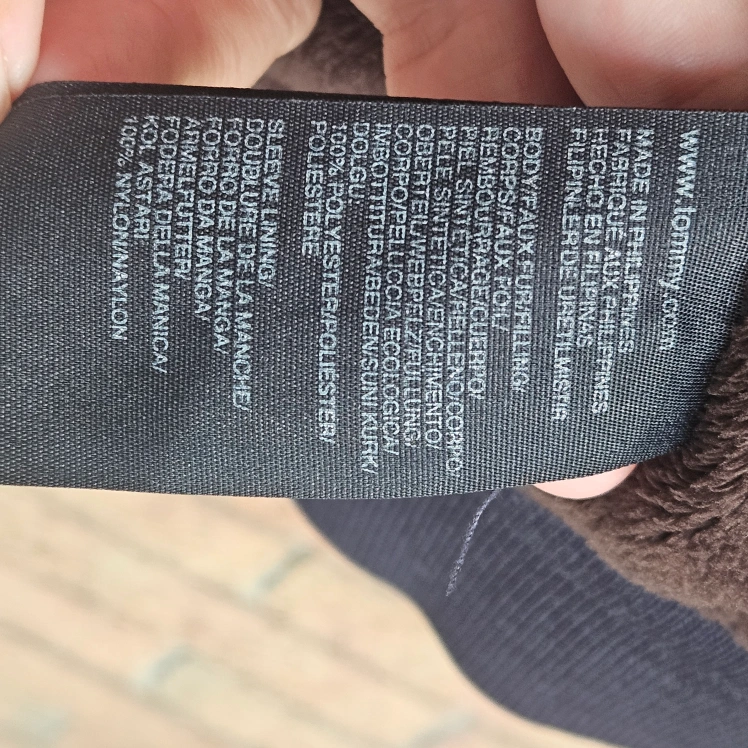 www.tommy.com
MADE IN PHILIPPINES
FABRIQUE AUX PHILIPPINES
HECHO EN FILIPINAS
FILIPINLER'DE URETILMISTIR
BODY/FAUX FUR/FILLING/
CORPS/FAUX POIL/
REMBOURRAGE/CUERPO/
PIEL SINTETICA/RELLENO/CORPO/
PELE SINTETICA/ENCHIMENTO/
OBERTEIL/WEBPELZ/FULLUNG/
CORPO/PELLICCIA ECOLOGICA/
IMBOTTITURA/BEDEN/SUNI KURK/
DOLGU
100% POLYESTER/POLIESTER/
POLIESTERE
SLEEVE LINING/
DOUBLURE DE LA MANCHE/
FORRO DE LA MANGA/
FORRO DA MANGA/
ARMELFUTTER/
FODERA DELLA MANICA/
KOL ASTARI
100% NYLON/NAYLON